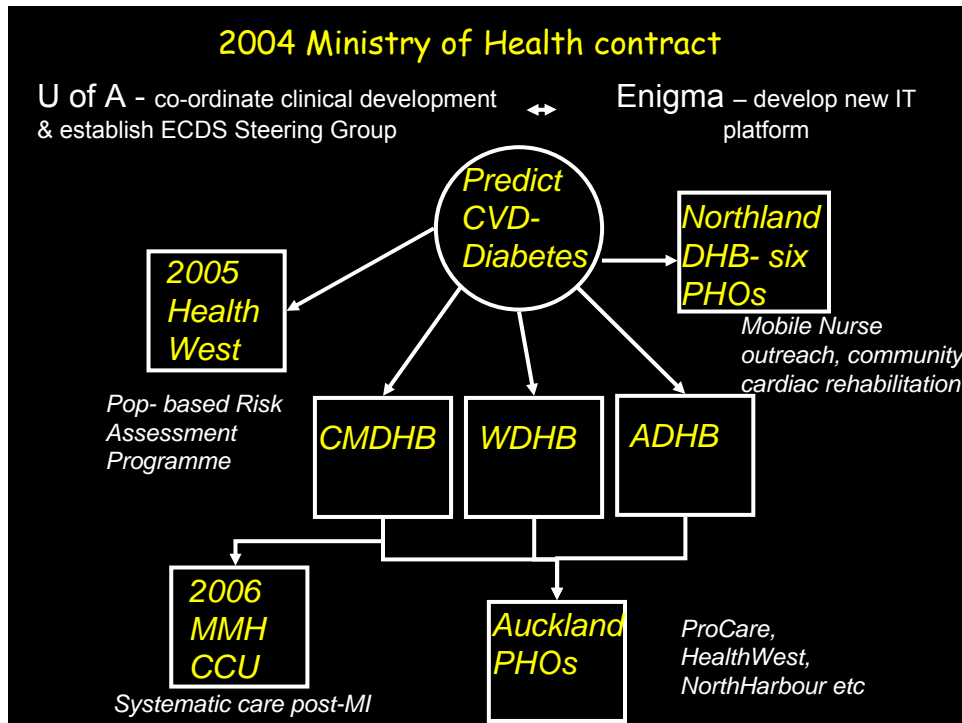 2004 Ministry of Health contract
U of A - co-ordinate clinical development
& establish ECDS Steering Group
Enigma – develop new IT
platform
Predict
CVD-
Diabetes
Northland
DHB- six
PHOs
Mobile Nurse
outreach, community
cardiac rehabilitation
2005
Health
West
Pop- based Risk
Assessment
Programme
CMDHB
WDHB
ADHB
2006
MMH
CCU
Systematic care post-MI
Auckland
PHOs
ProCare,
HealthWest,
NorthHarbour etc